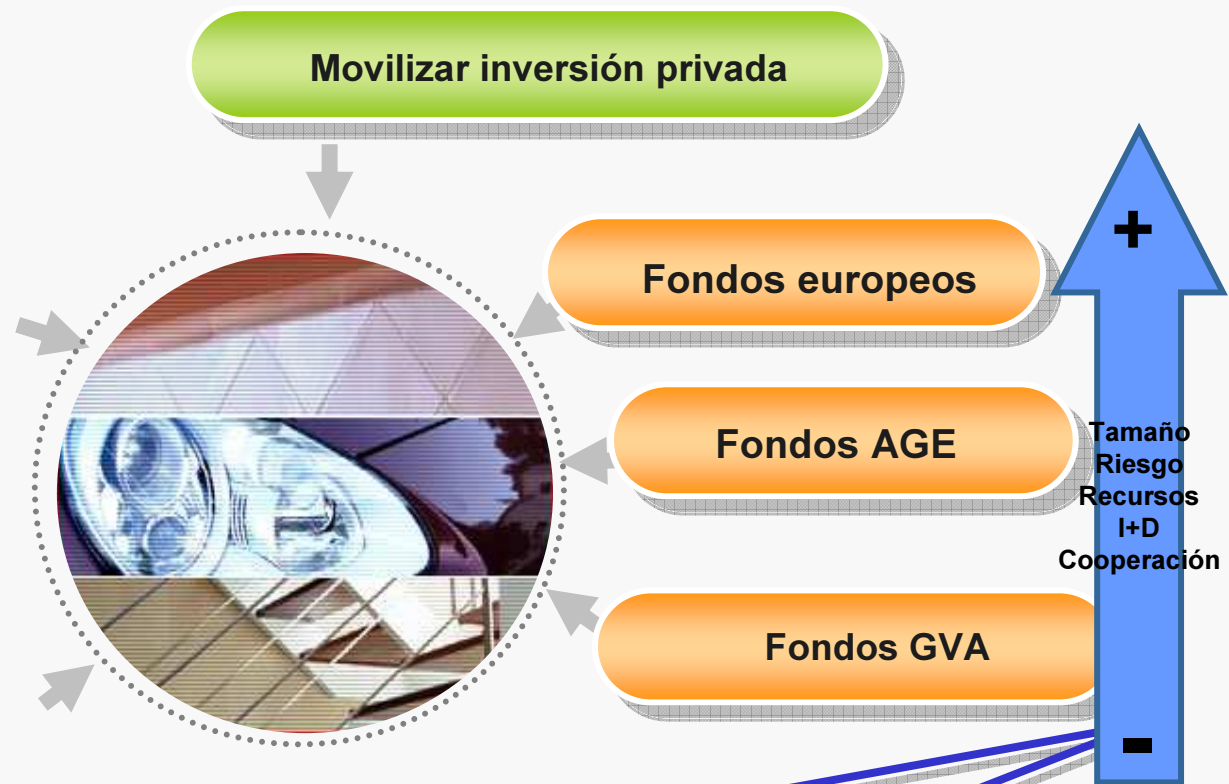 Movilizar inversión privada
+
Fondos europeos
Fondos AGE
Tamaño
Riesgo
Recursos
I+D
Cooperación
Fondos GVA
-